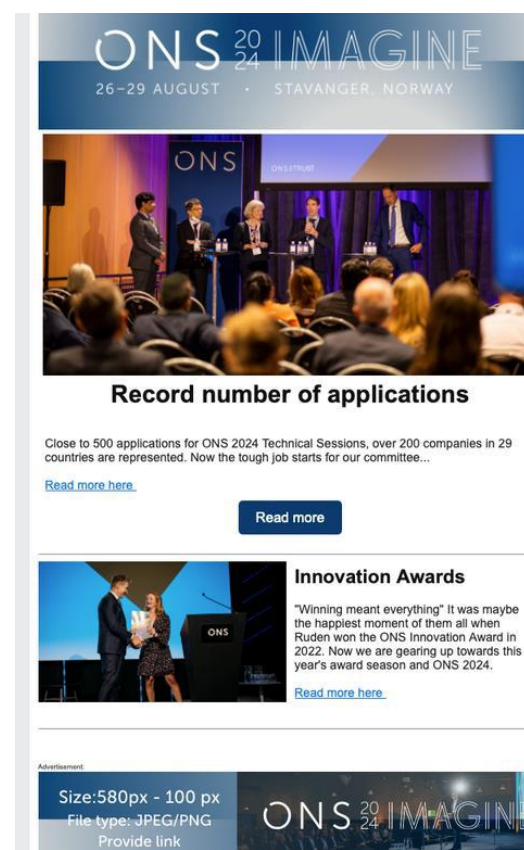 ONS 2024 IMAGINE
26–29 AUGUST · STAVANGER, NORWAY
ONS
ONS | TRUST
Record number of applications
Close to 500 applications for ONS 2024 Technical Sessions, over 200 companies in 29
countries are represented. Now the tough job starts for our committee...
Read more here
Read more
ONS
Innovation Awards
"Winning meant everything" It was maybe
the happiest moment of them all when
Ruden won the ONS Innovation Award in
2022. Now we are gearing up towards this
year's award season and ONS 2024.
Read more here
Advertisement:
Size:580px - 100 px
File type: JPEG/PNG
Provide link
ONS 2024 IMAGINE